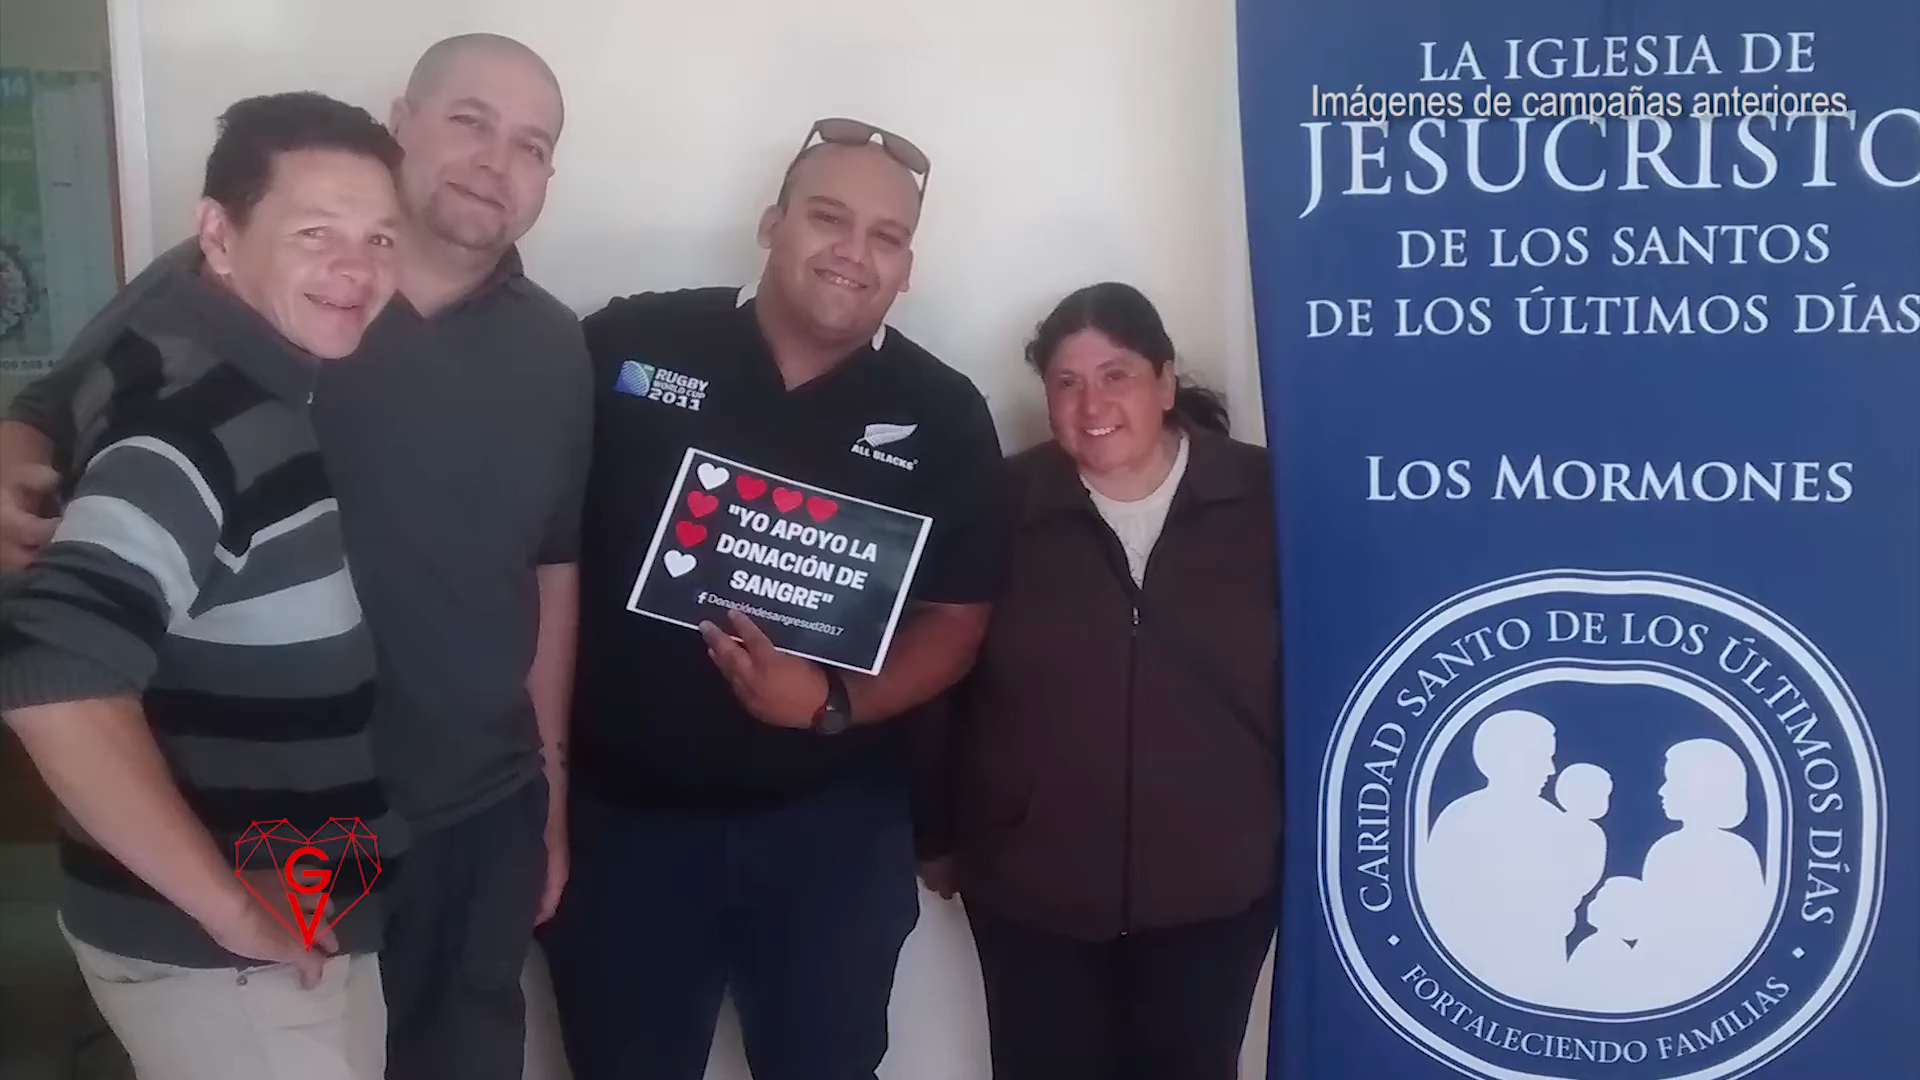 LA IGLESIA DE
Imágenes de campañas anteriores
JESUCRISTO
DE LOS SANTOS
DE LOS ÚLTIMOS DÍAS
LOS MORMONES
CARIDAD SANTO DE LOS ÚLTIMOS DÍAS
FORTALECIENDO FAMILIAS
RUGBY
WORLD CUP
2011
ALL BLACKS
"YO APOYO LA
DONACIÓN DE
SANGRE"
f Donacióndesangresud2017
G
V
14